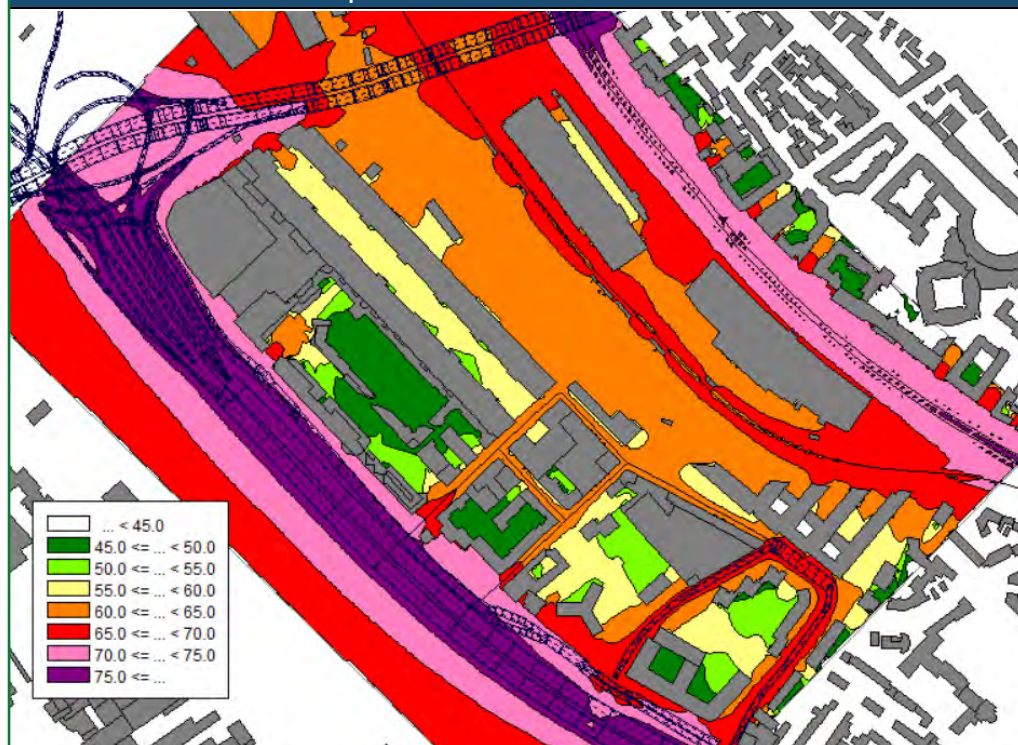 ... < 45.0
45.0 <= ... < 50.0
50.0 <= ... < 55.0
55.0 <= ... < 60.0
60.0 <= ... < 65.0
65.0 <= ... < 70.0
70.0 <= ... < 75.0
75.0 <= ...